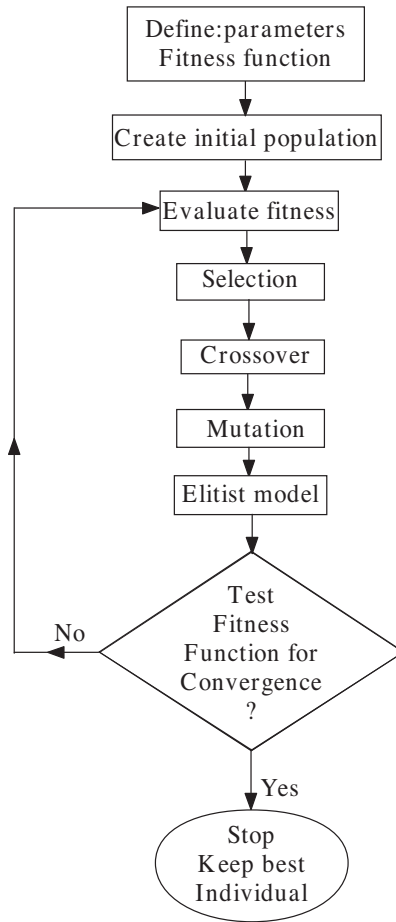 Define:parameters
Fitness function
Create initial population
Evaluate fitness
Selection
Crossover
Mutation
Elitist model
Test
Fitness
Function for
Convergence
?
No
Yes
Stop
Keep best
Individual